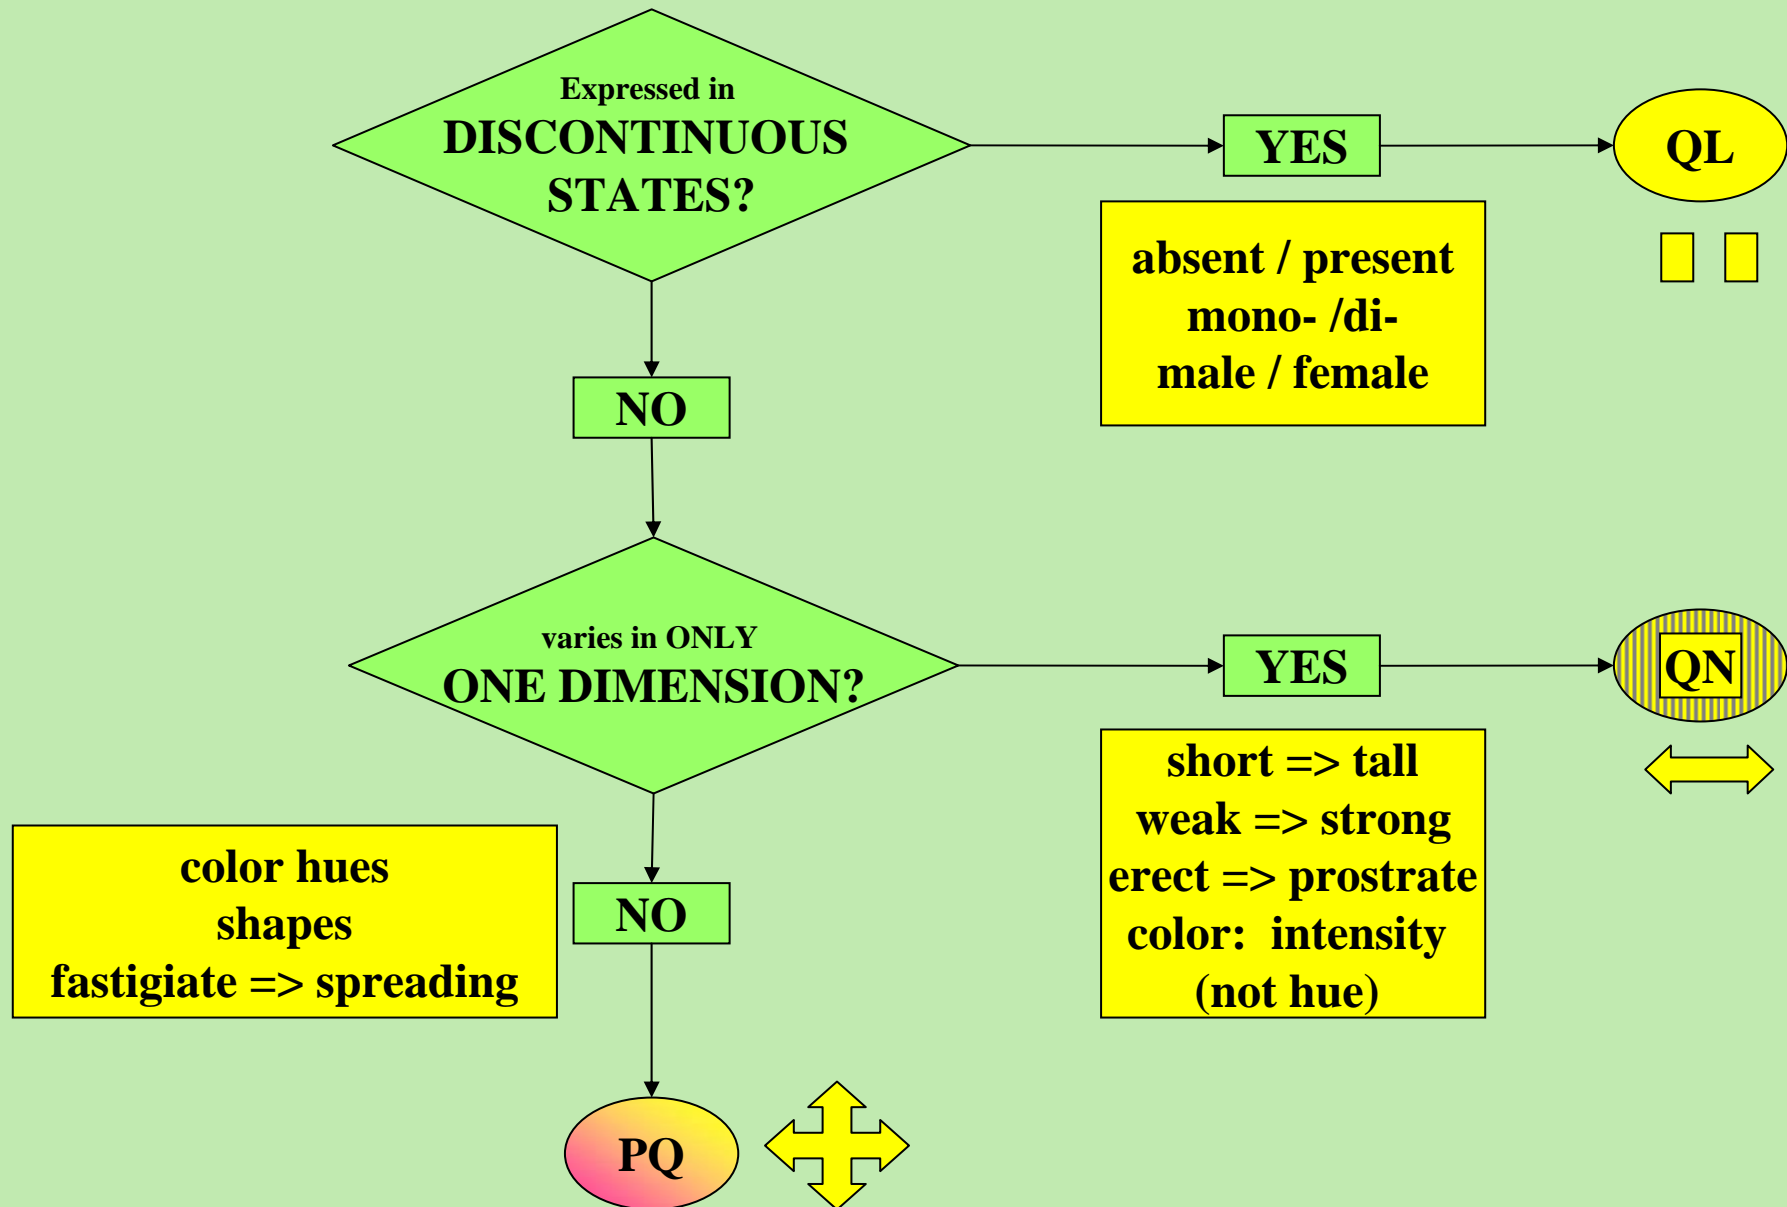 Expressed in
DISCONTINUOUS
STATES?
YES
QL
absent / present
mono- /di-
male / female
NO
varies in ONLY
ONE DIMENSION?
YES
QN
short => tall
weak => strong
erect => prostrate
color: intensity
(not hue)
color hues
shapes
fastigiate => spreading
NO
PQ